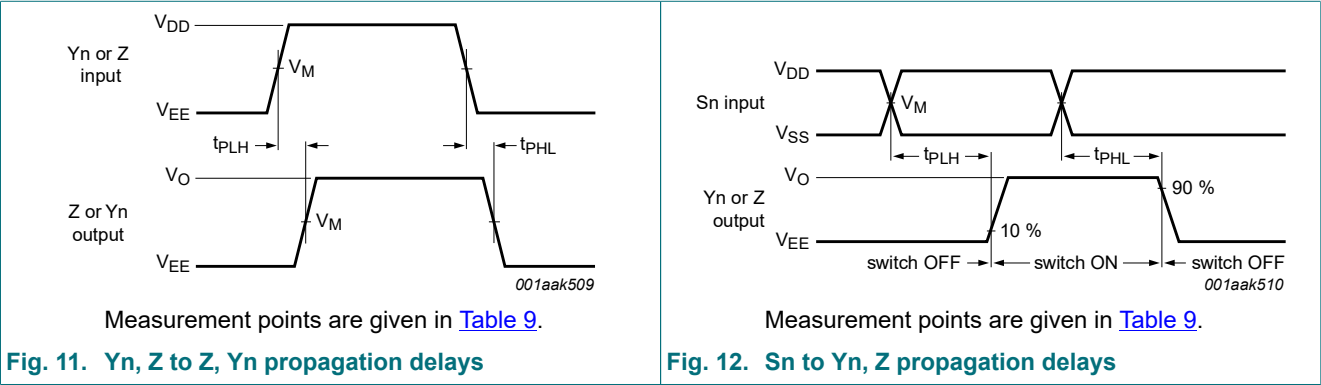 VDD
Yn or Z
input
VM
VEE
tPLH
tPHL
VO
Z or Yn
output
VM
VEE
001aak509
Measurement points are given in Table 9.
Fig. 11. Yn, Z to Z, Yn propagation delays
VDD
Sn input
VM
VSS
tPLH
tPHL
VO
Yn or Z
output
90 %
10 %
VEE
switch OFF
switch ON
switch OFF
001aak510
Measurement points are given in Table 9.
Fig. 12. Sn to Yn, Z propagation delays